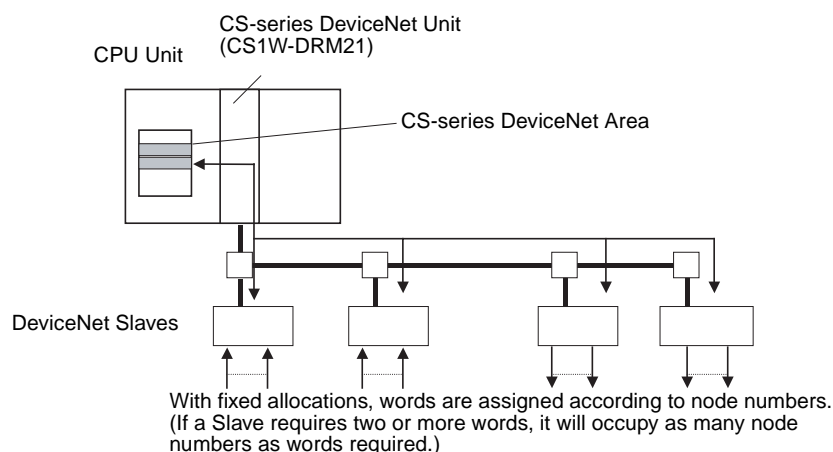 CS-series DeviceNet Unit
(CS1W-DRM21)
CPU Unit
CS-series DeviceNet Area
DeviceNet Slaves
With fixed allocations, words are assigned according to node numbers.
(If a Slave requires two or more words, it will occupy as many node
numbers as words required.)